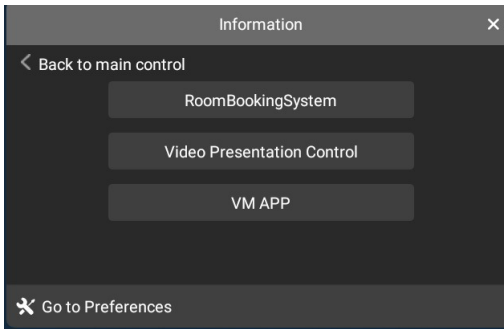 Information
Back to main control
RoomBookingSystem
Video Presentation Control
VM APP
Go to Preferences